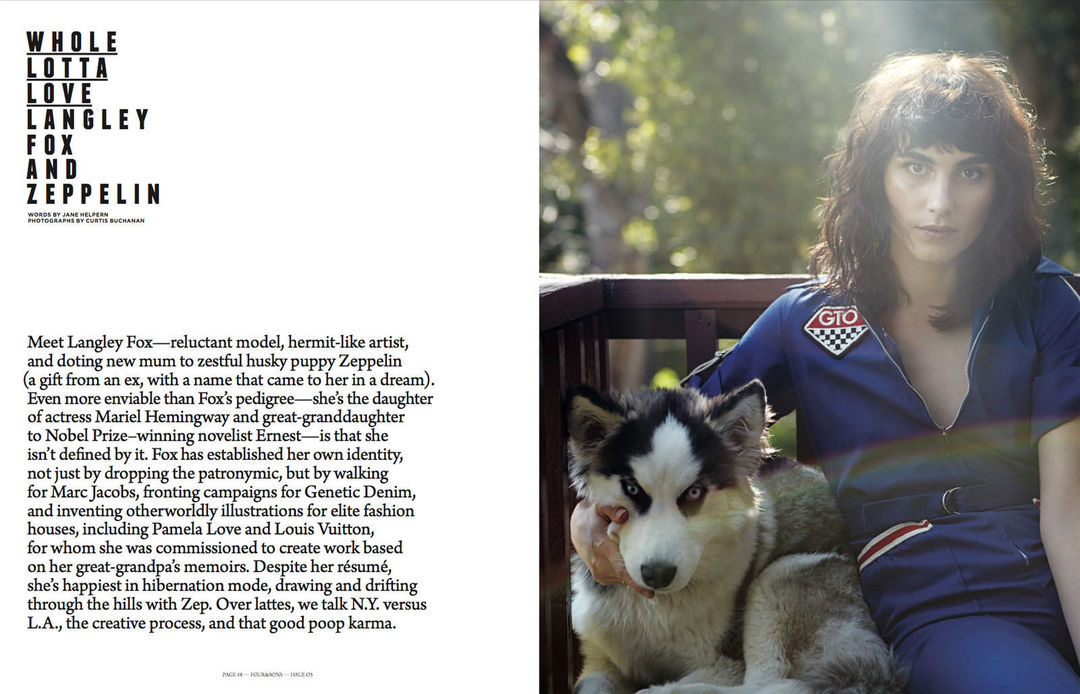 WHOLE
LOTTA
LOVE
LANGLEY
FOX
AND
ZEPPELIN
WORDS BY JANE HELPERN
PHOTOGRAPHS BY CURTIS BUCHANAN
Meet Langley Fox—reluctant model, hermit-like artist,
and doting new mum to zestful husky puppy Zeppelin
(a gift from an ex, with a name that came to her in a dream).
Even more enviable than Fox's pedigree—she's the daughter
of actress Mariel Hemingway and great-granddaughter
to Nobel Prize–winning novelist Ernest—is that she
isn't defined by it. Fox has established her own identity,
not just by dropping the patronymic, but by walking
for Marc Jacobs, fronting campaigns for Genetic Denim,
and inventing otherworldly illustrations for elite fashion
houses, including Pamela Love and Louis Vuitton,
for whom she was commissioned to create work based
on her great-grandpa's memoirs. Despite her résumé,
she's happiest in hibernation mode, drawing and drifting
through the hills with Zep. Over lattes, we talk N.Y. versus
L.A., the creative process, and that good poop karma.
PAGE 48 — FOUR&SONS — ISSUE 03
GTO